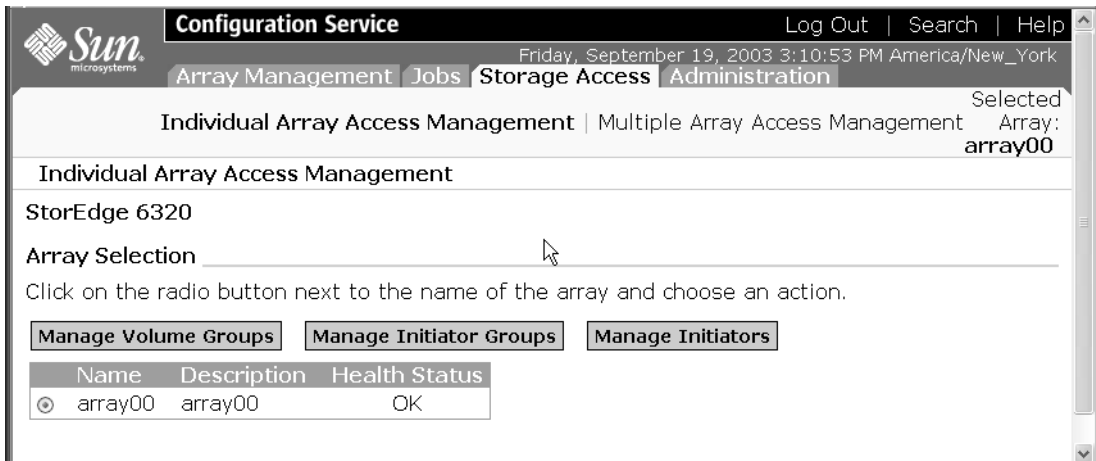 Sun
microsystems
Configuration Service
Log Out | Search | Help
Friday, September 19, 2003 3:10:53 PM America/New_York
Array Management Jobs Storage Access Administration
Individual Array Access Management | Multiple Array Access Management
Selected
Array:
array00
Individual Array Access Management
StorEdge 6320
Array Selection
Click on the radio button next to the name of the array and choose an action.
Manage Volume Groups Manage Initiator Groups Manage Initiators
Name Description Health Status
array00 array00 OK